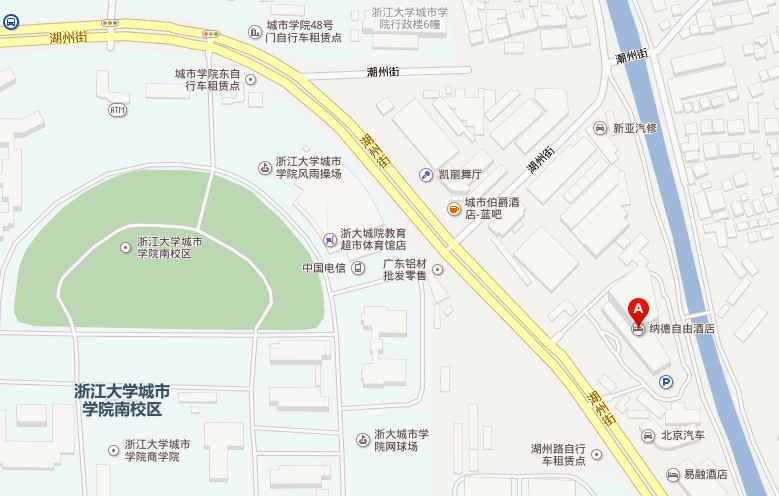 城市学院48号
门自行车租赁点
浙江大学城市学
院行政楼6幢
湖州街
潮州街
城市学院东自
行车租赁点
潮州街
ATM
湖州街
新亚汽修
浙江大学城市
学院风雨操场
潮州街
凯丽舞厅
城市伯爵酒
店-蓝吧
浙大城院教育
超市体育馆店
浙江大学城市
学院南校区
中国电信
广东铝材
批发零售
A
纳德自由酒店
P
浙江大学城市
学院南校区
湖州街
浙江大学城市
学院商学院
浙大城市学
院网球场
湖州路自行
车租赁点
北京汽车
易融酒店